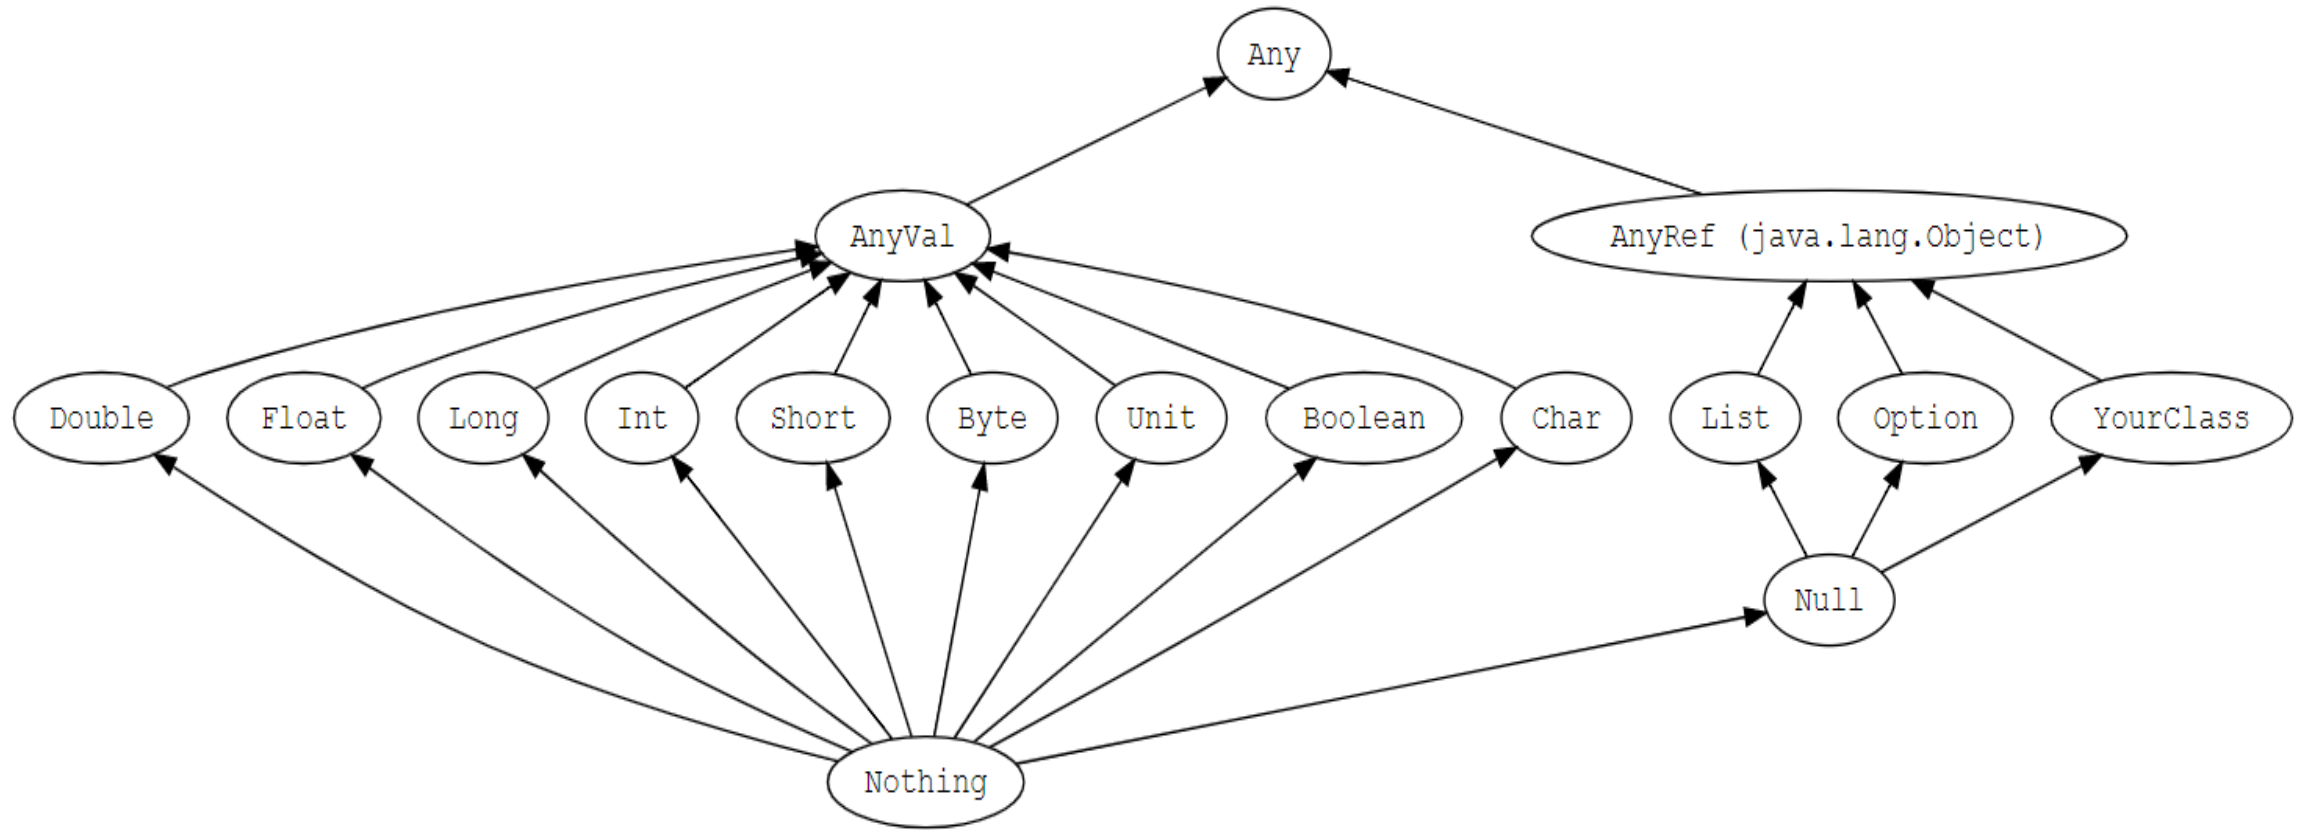 Any
AnyVal
AnyRef (java.lang.Object)
Double
Float
Long
Int
Short
Byte
Unit
Boolean
Char
List
Option
YourClass
Null
Nothing